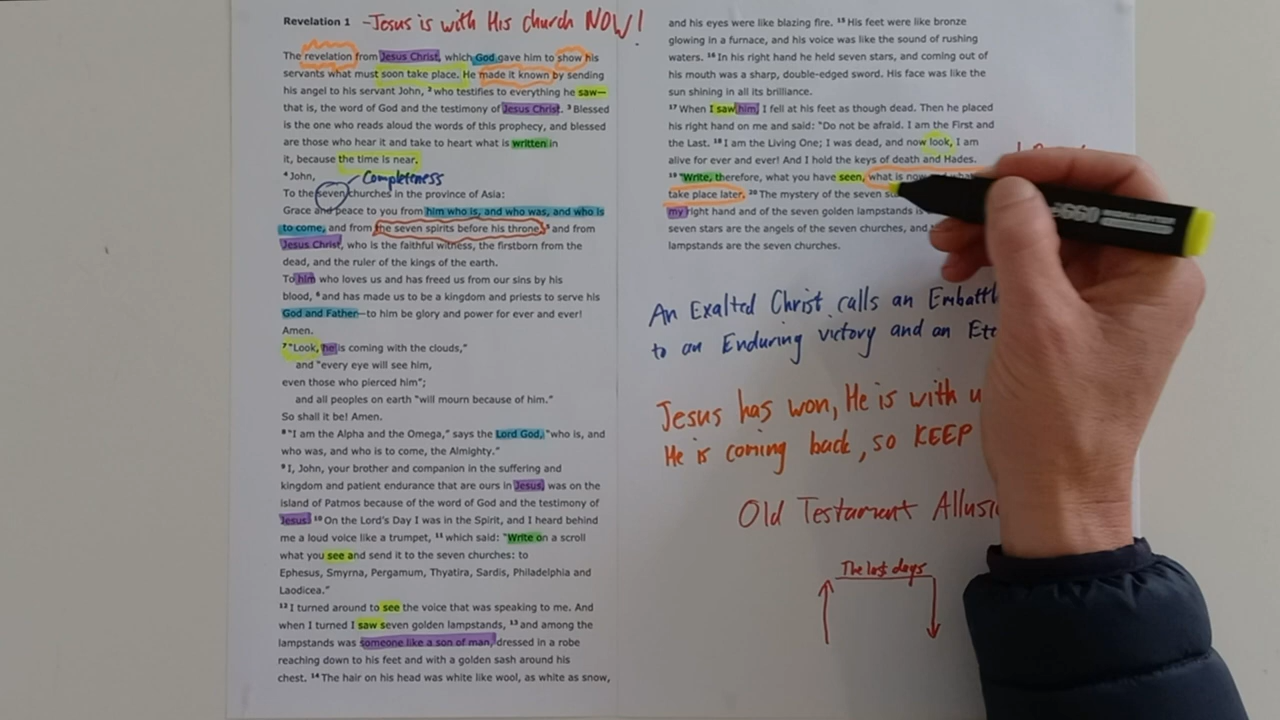 Revelation 1 -Jesus is with His church NOW!
The revelation from Jesus Christ, which God gave him to show his
servants what must soon take place. He made it known by sending
his angel to his servant John, ² who testifies to everything he saw—
that is, the word of God and the testimony of Jesus Christ. ³ Blessed
is the one who reads aloud the words of this prophecy, and blessed
are those who hear it and take to heart what is written in
it, because the time is near.
⁴ John, Completeness
To the seven churches in the province of Asia:
Grace and peace to you from him who is, and who was, and who is
to come, and from the seven spirits before his throne, ⁵ and from
Jesus Christ, who is the faithful witness, the firstborn from the
dead, and the ruler of the kings of the earth.
To him who loves us and has freed us from our sins by his
blood, ⁶ and has made us to be a kingdom and priests to serve his
God and Father—to him be glory and power for ever and ever!
Amen.
⁷ "Look, he is coming with the clouds,"
and "every eye will see him,
even those who pierced him";
and all peoples on earth "will mourn because of him."
So shall it be! Amen.
⁸ "I am the Alpha and the Omega," says the Lord God, "who is, and
who was, and who is to come, the Almighty."
⁹ I, John, your brother and companion in the suffering and
kingdom and patient endurance that are ours in Jesus, was on the
island of Patmos because of the word of God and the testimony of
Jesus. ¹⁰ On the Lord's Day I was in the Spirit, and I heard behind
me a loud voice like a trumpet, ¹¹ which said: "Write on a scroll
what you see and send it to the seven churches: to
Ephesus, Smyrna, Pergamum, Thyatira, Sardis, Philadelphia and
Laodicea."
¹² I turned around to see the voice that was speaking to me. And
when I turned I saw seven golden lampstands, ¹³ and among the
lampstands was someone like a son of man, dressed in a robe
reaching down to his feet and with a golden sash around his
chest. ¹⁴ The hair on his head was white like wool, as white as snow,
and his eyes were like blazing fire. ¹⁵ His feet were like bronze
glowing in a furnace, and his voice was like the sound of rushing
waters. ¹⁶ In his right hand he held seven stars, and coming out of
his mouth was a sharp, double-edged sword. His face was like the
sun shining in all its brilliance.
¹⁷ When I saw him, I fell at his feet as though dead. Then he placed
his right hand on me and said: "Do not be afraid. I am the First and
the Last. ¹⁸ I am the Living One; I was dead, and now look, I am
alive for ever and ever! And I hold the keys of death and Hades.
¹⁹ "Write, therefore, what you have seen, what is now
take place later. ²⁰ The mystery of the seven
my right hand and of the seven golden lampstands is
seven stars are the angels of the seven churches, and
lampstands are the seven churches.
An Exalted Christ calls an
to an Enduring victory and an
Jesus has won, He is with
He is coming back, so KEEP
Old Testament
The last days
e660